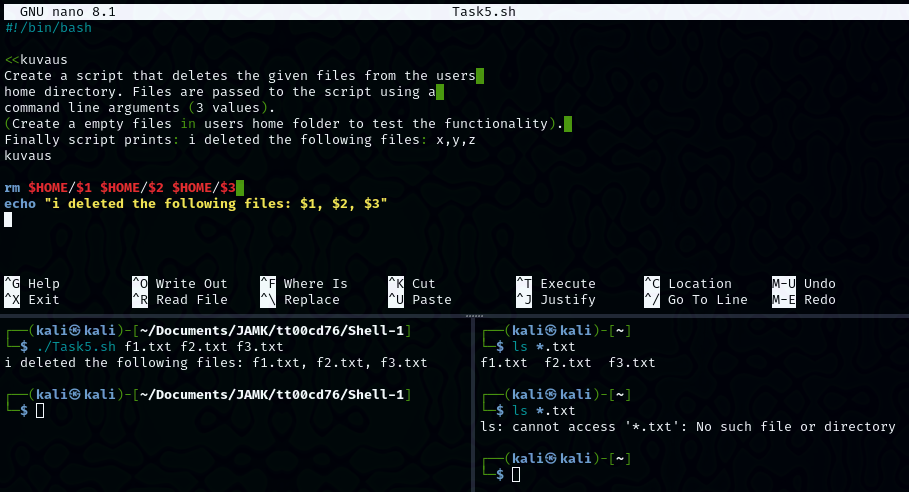 GNU nano 8.1 Task5.sh
#!/bin/bash
<<kuvaus
Create a script that deletes the given files from the users
home directory. Files are passed to the script using a
command line arguments (3 values).
(Create a empty files in users home folder to test the functionality).
Finally script prints: i deleted the following files: x,y,z
kuvaus
rm $HOME/$1 $HOME/$2 $HOME/$3
echo "i deleted the following files: $1, $2, $3"
^G Help ^O Write Out ^F Where Is ^K Cut ^T Execute ^C Location M-U Undo
^X Exit ^R Read File ^\ Replace ^U Paste ^J Justify ^/ Go To Line M-E Redo
┌──(kali㉿kali)-[~/Documents/JAMK/tt00cd76/Shell-1]
└─$ ./Task5.sh f1.txt f2.txt f3.txt
i deleted the following files: f1.txt, f2.txt, f3.txt
┌──(kali㉿kali)-[~/Documents/JAMK/tt00cd76/Shell-1]
└─$
┌──(kali㉿kali)-[~]
└─$ ls *.txt
f1.txt f2.txt f3.txt
┌──(kali㉿kali)-[~]
└─$ ls *.txt
ls: cannot access '*.txt': No such file or directory
┌──(kali㉿kali)-[~]
└─$